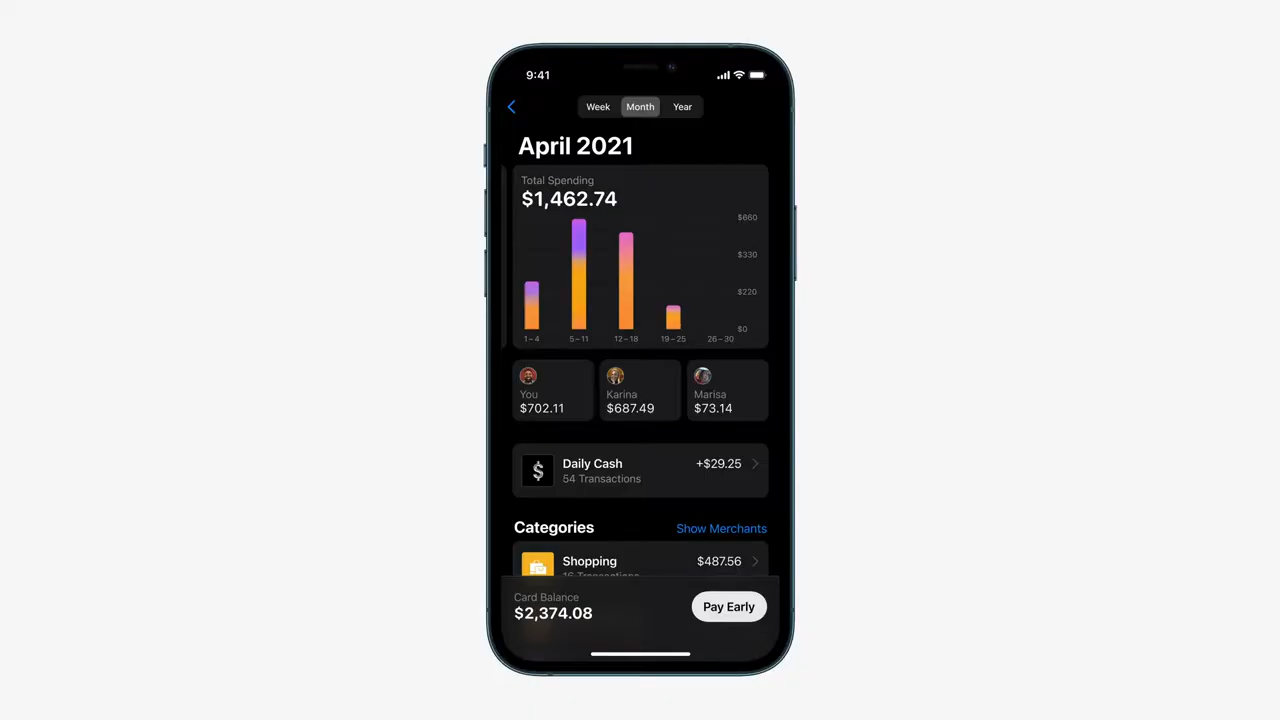 9:41
Week Month Year
April 2021
Total Spending
$1,462.74
$660
$330
$220
$0
1–4 5–11 12–18 19–25 26–30
You Karina Marisa
$702.11 $687.49 $73.14
$
Daily Cash +$29.25
54 Transactions
Categories Show Merchants
Shopping $487.56
16 Transactions
Card Balance
$2,374.08
Pay Early